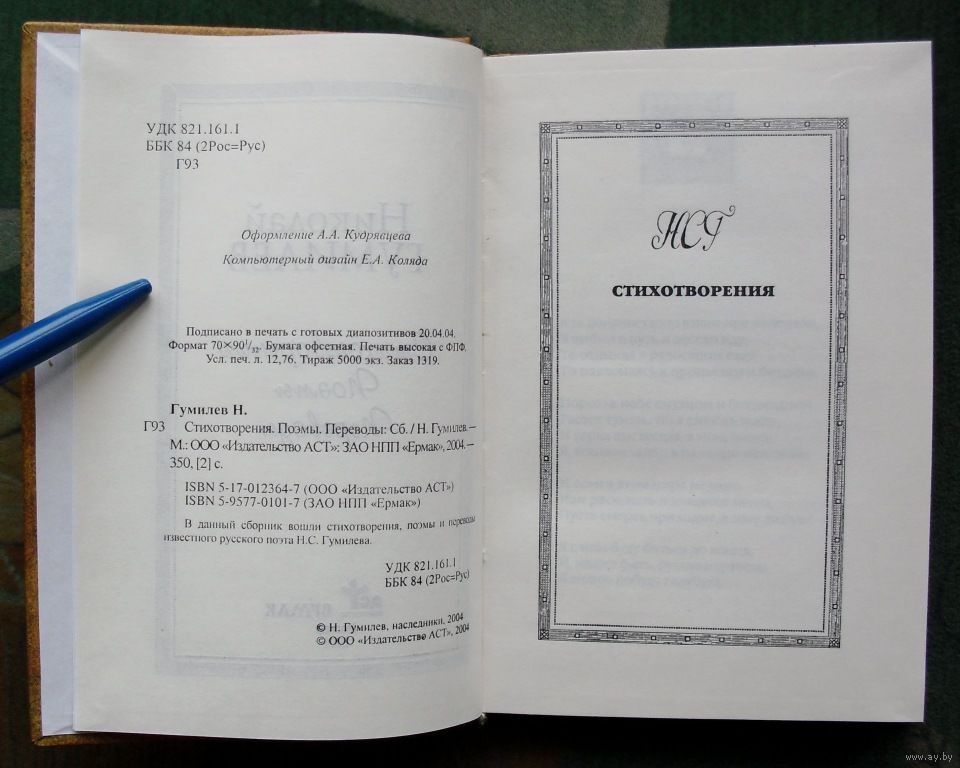 УДК 821.161.1
ББК 84 (2Рос=Рус)
Г93
Оформление А.А. Кудрявцева
Компьютерный дизайн Е.А. Коляда
Подписано в печать с готовых диапозитивов 20.04.04.
Формат 70×90 1/32. Бумага офсетная. Печать высокая с ФПФ.
Усл. печ. л. 12,76. Тираж 5000 экз. Заказ 1319.
Гумилев Н.
Г93 Стихотворения. Поэмы. Переводы: Сб. / Н. Гумилев. —
М.: ООО «Издательство АСТ»: ЗАО НПП «Ермак», 2004. —
350, [2] с.
ISBN 5-17-012364-7 (ООО «Издательство АСТ»)
ISBN 5-9577-0101-7 (ЗАО НПП «Ермак»)
В данный сборник вошли стихотворения, поэмы и переводы
известного русского поэта Н.С. Гумилева.
УДК 821.161.1
ББК 84 (2Рос=Рус)
© Н. Гумилев, наследники, 2004
© ООО «Издательство АСТ», 2004
НСГ
СТИХОТВОРЕНИЯ
www.ay.by